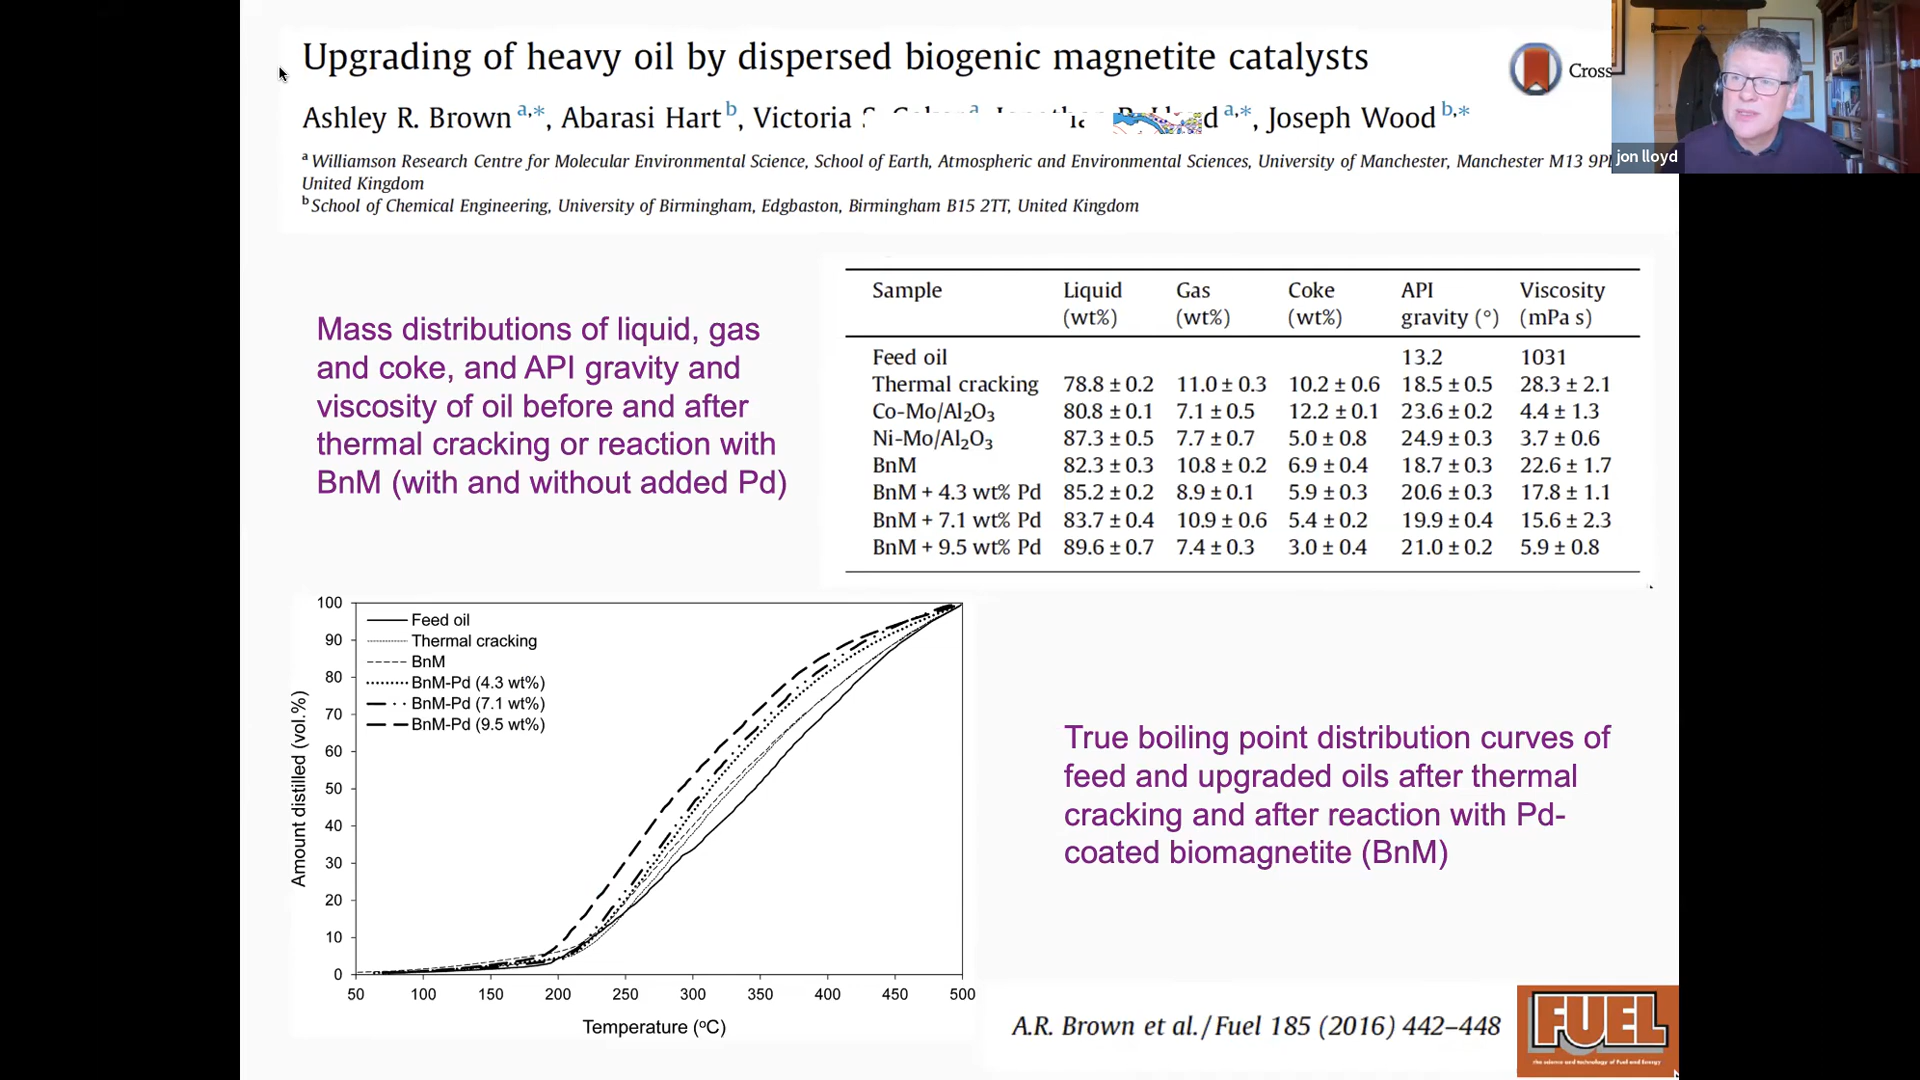 Upgrading of heavy oil by dispersed biogenic magnetite catalysts
Cross
Ashley R. Brown a,*, Abarasi Hart b, Victoria S. a, R. d a,*, Joseph Wood b,*
a Williamson Research Centre for Molecular Environmental Science, School of Earth, Atmospheric and Environmental Sciences, University of Manchester, Manchester M13 9
United Kingdom
b School of Chemical Engineering, University of Birmingham, Edgbaston, Birmingham B15 2TT, United Kingdom
jon lloyd
Mass distributions of liquid, gas
and coke, and API gravity and
viscosity of oil before and after
thermal cracking or reaction with
BnM (with and without added Pd)
Sample Liquid (wt%) Gas (wt%) Coke (wt%) API gravity (°) Viscosity (mPa s)
Feed oil 13.2 1031
Thermal cracking 78.8 ± 0.2 11.0 ± 0.3 10.2 ± 0.6 18.5 ± 0.5 28.3 ± 2.1
Co-Mo/Al₂O₃ 80.8 ± 0.1 7.1 ± 0.5 12.2 ± 0.1 23.6 ± 0.2 4.4 ± 1.3
Ni-Mo/Al₂O₃ 87.3 ± 0.5 7.7 ± 0.7 5.0 ± 0.8 24.9 ± 0.3 3.7 ± 0.6
BnM 82.3 ± 0.3 10.8 ± 0.2 6.9 ± 0.4 18.7 ± 0.3 22.6 ± 1.7
BnM + 4.3 wt% Pd 85.2 ± 0.2 8.9 ± 0.1 5.9 ± 0.3 20.6 ± 0.3 17.8 ± 1.1
BnM + 7.1 wt% Pd 83.7 ± 0.4 10.9 ± 0.6 5.4 ± 0.2 19.9 ± 0.4 15.6 ± 2.3
BnM + 9.5 wt% Pd 89.6 ± 0.7 7.4 ± 0.3 3.0 ± 0.4 21.0 ± 0.2 5.9 ± 0.8
Amount distilled (vol.%)
100
90
80
70
60
50
40
30
20
10
0
Feed oil
Thermal cracking
BnM
BnM-Pd (4.3 wt%)
BnM-Pd (7.1 wt%)
BnM-Pd (9.5 wt%)
50 100 150 200 250 300 350 400 450 500
Temperature (°C)
True boiling point distribution curves of
feed and upgraded oils after thermal
cracking and after reaction with Pd-
coated biomagnetite (BnM)
A.R. Brown et al. / Fuel 185 (2016) 442–448
FUEL
the science and technology of Fuel and Energy